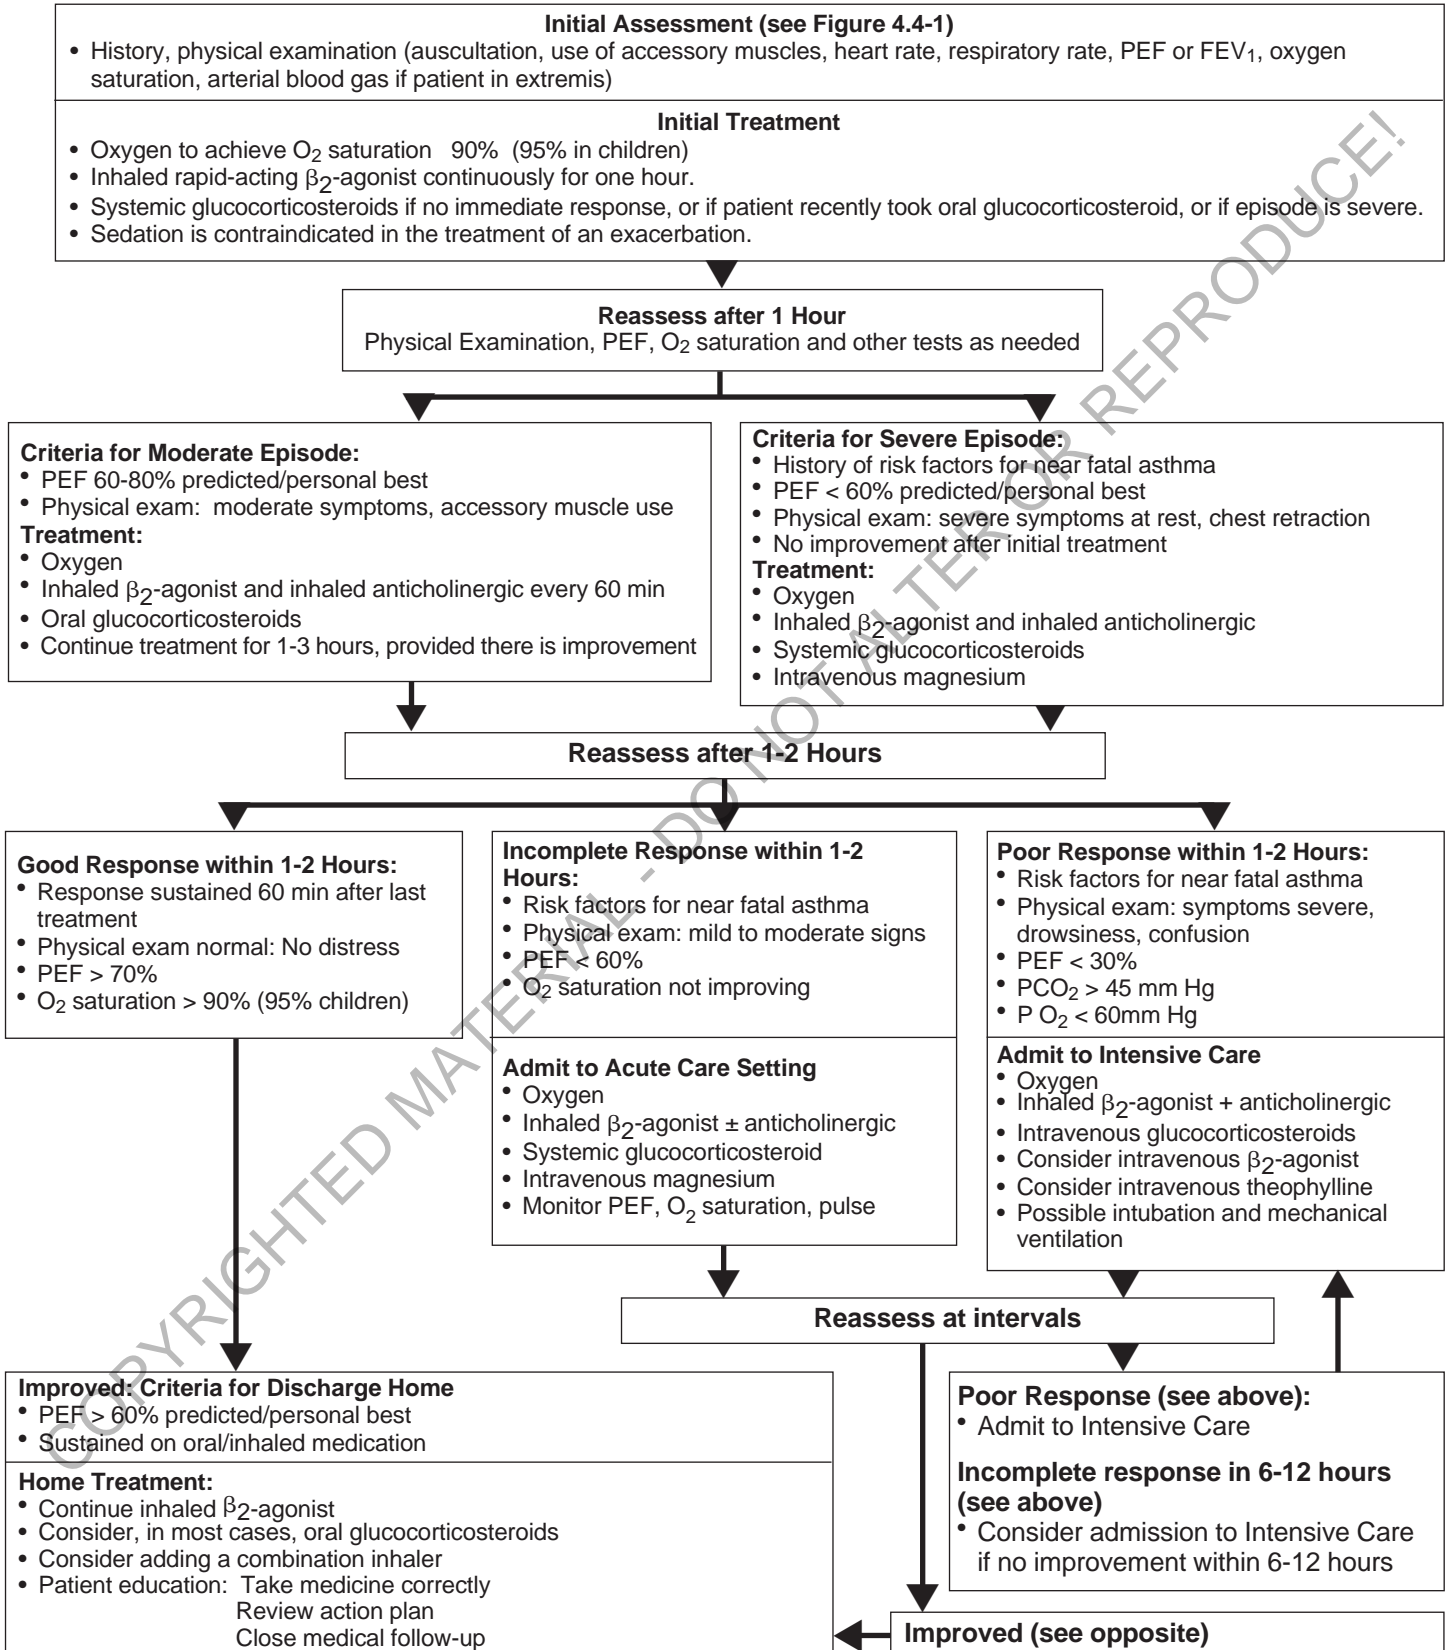 Initial Assessment (see Figure 4.4-1)
• History, physical examination (auscultation, use of accessory muscles, heart rate, respiratory rate, PEF or FEV1, oxygen
saturation, arterial blood gas if patient in extremis)
Initial Treatment
• Oxygen to achieve O2 saturation 90% (95% in children)
• Inhaled rapid-acting β2-agonist continuously for one hour.
• Systemic glucocorticosteroids if no immediate response, or if patient recently took oral glucocorticosteroid, or if episode is severe.
• Sedation is contraindicated in the treatment of an exacerbation.
Reassess after 1 Hour
Physical Examination, PEF, O2 saturation and other tests as needed
Criteria for Moderate Episode:
• PEF 60-80% predicted/personal best
• Physical exam: moderate symptoms, accessory muscle use
Treatment:
• Oxygen
• Inhaled β2-agonist and inhaled anticholinergic every 60 min
• Oral glucocorticosteroids
• Continue treatment for 1-3 hours, provided there is improvement
Criteria for Severe Episode:
• History of risk factors for near fatal asthma
• PEF < 60% predicted/personal best
• Physical exam: severe symptoms at rest, chest retraction
• No improvement after initial treatment
Treatment:
• Oxygen
• Inhaled β2-agonist and inhaled anticholinergic
• Systemic glucocorticosteroids
• Intravenous magnesium
Reassess after 1-2 Hours
Good Response within 1-2 Hours:
• Response sustained 60 min after last
treatment
• Physical exam normal: No distress
• PEF > 70%
• O2 saturation > 90% (95% children)
Incomplete Response within 1-2
Hours:
• Risk factors for near fatal asthma
• Physical exam: mild to moderate signs
• PEF < 60%
• O2 saturation not improving
Admit to Acute Care Setting
• Oxygen
• Inhaled β2-agonist ± anticholinergic
• Systemic glucocorticosteroid
• Intravenous magnesium
• Monitor PEF, O2 saturation, pulse
Poor Response within 1-2 Hours:
• Risk factors for near fatal asthma
• Physical exam: symptoms severe,
drowsiness, confusion
• PEF < 30%
• PCO2 > 45 mm Hg
• P O2 < 60mm Hg
Admit to Intensive Care
• Oxygen
• Inhaled β2-agonist + anticholinergic
• Intravenous glucocorticosteroids
• Consider intravenous β2-agonist
• Consider intravenous theophylline
• Possible intubation and mechanical
ventilation
Reassess at intervals
Improved: Criteria for Discharge Home
• PEF > 60% predicted/personal best
• Sustained on oral/inhaled medication
Home Treatment:
• Continue inhaled β2-agonist
• Consider, in most cases, oral glucocorticosteroids
• Consider adding a combination inhaler
• Patient education: Take medicine correctly
Review action plan
Close medical follow-up
Poor Response (see above):
• Admit to Intensive Care
Incomplete response in 6-12 hours
(see above)
• Consider admission to Intensive Care
if no improvement within 6-12 hours
Improved (see opposite)
COPYRIGHTED MATERIAL - DO NOT ALTER OR REPRODUCE!